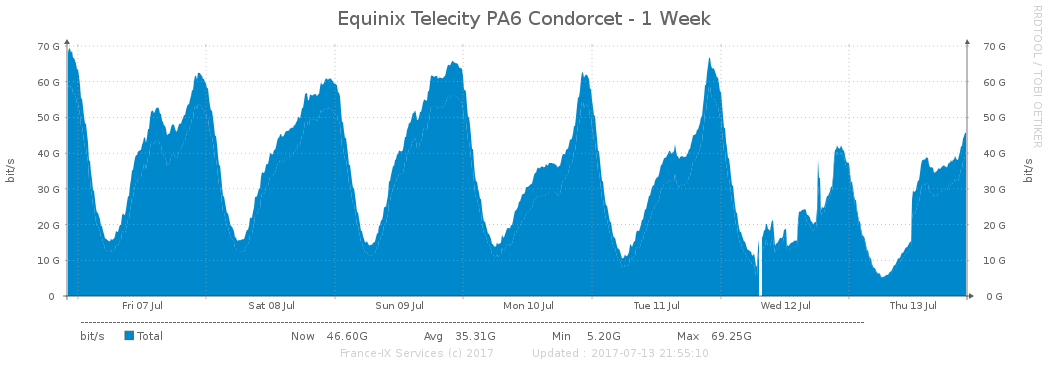 Equinix Telecity PA6 Condorcet - 1 Week
RRDTOOL / TOBI OETIKER
70 G 70 G
60 G 60 G
50 G 50 G
40 G 40 G
30 G 30 G
20 G 20 G
10 G 10 G
0 0 G
bit/s
bit/s
Fri 07 Jul Sat 08 Jul Sun 09 Jul Mon 10 Jul Tue 11 Jul Wed 12 Jul Thu 13 Jul
bit/s Total Now 46.60G Avg 35.31G Min 5.20G Max 69.25G
France-IX Services (c) 2017 Updated : 2017-07-13 21:55:10